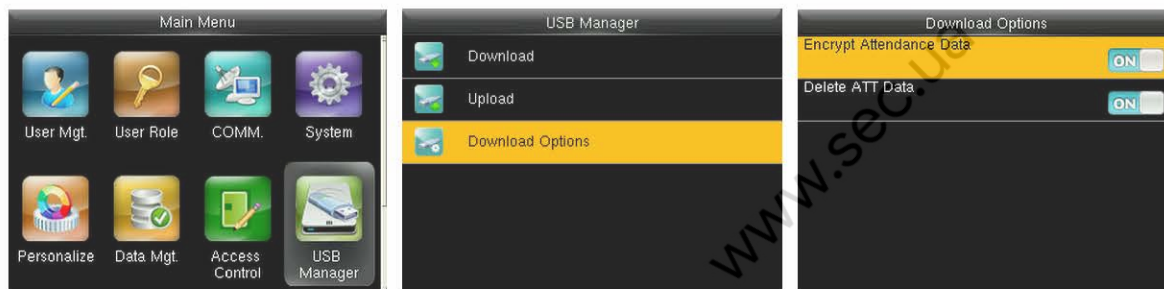 Main Menu
User Mgt.
User Role
COMM.
System
Personalize
Data Mgt.
Access
Control
USB
Manager
USB Manager
Download
Upload
Download Options
Download Options
Encrypt Attendance Data
ON
Delete ATT Data
ON
www.sec.ua